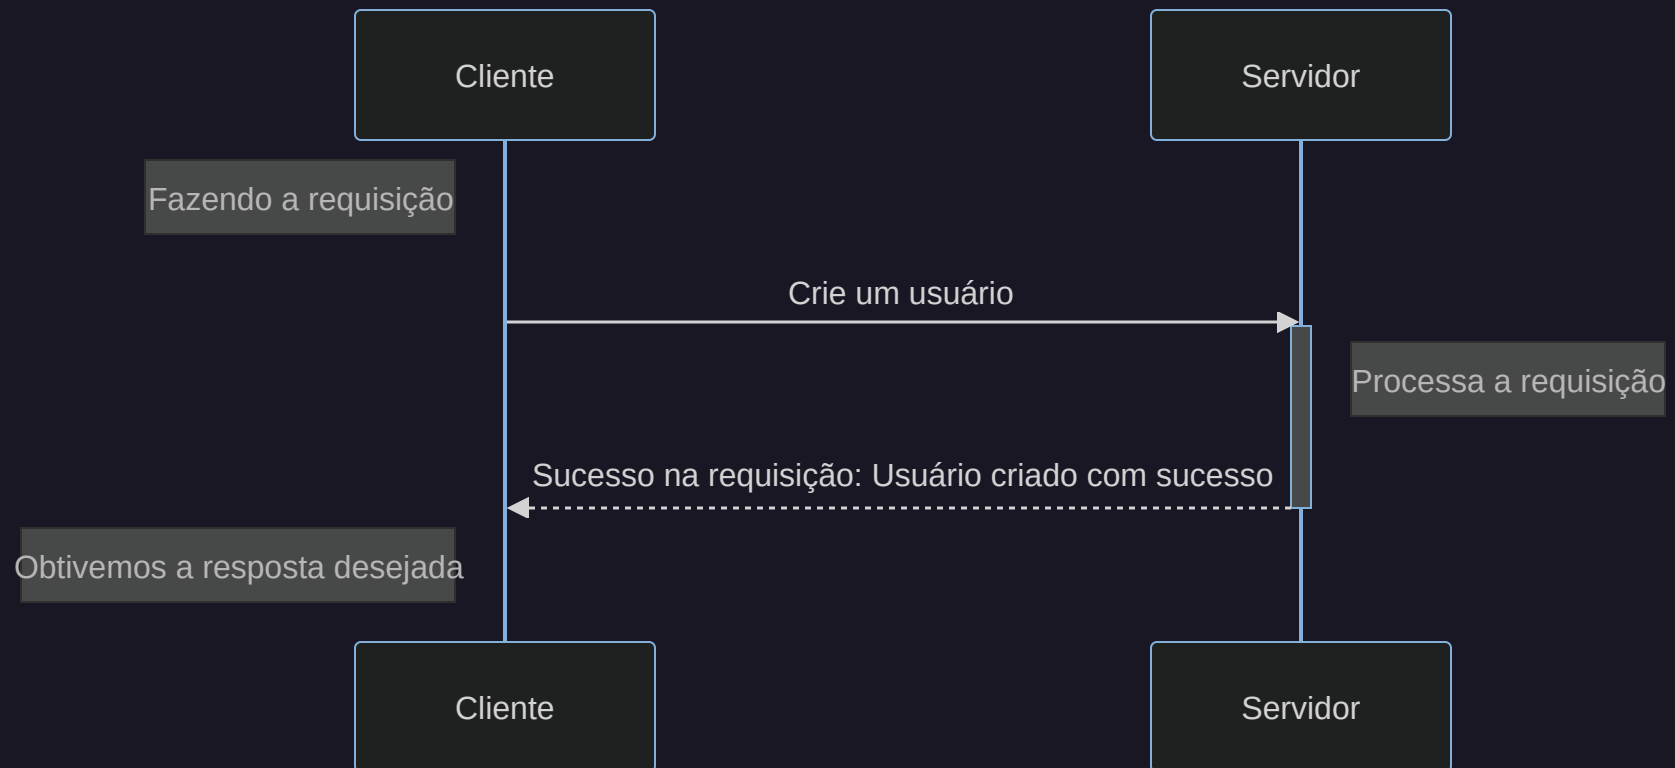 Cliente
Servidor
Fazendo a requisição
Crie um usuário
Processa a requisição
Sucesso na requisição: Usuário criado com sucesso
Obtivemos a resposta desejada
Cliente
Servidor